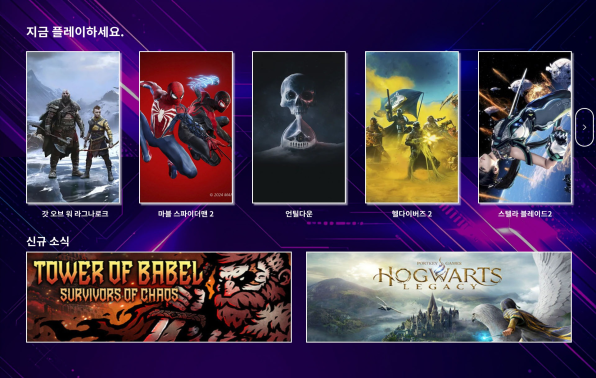 지금 플레이하세요.
갓 오브 워 라그나로크
마블 스파이더맨 2
언틸다운
헬다이버즈 2
스텔라 블레이드2
신규 소식
TOWER OF BABEL
SURVIVORS OF CHAOS
PORTKEY GAMES
HOGWARTS
LEGACY